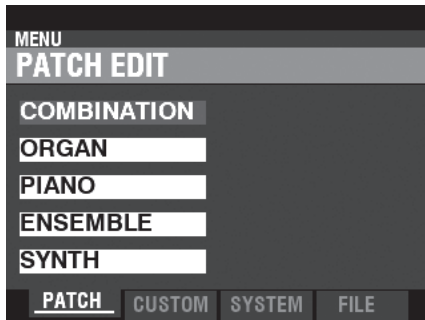 MENU
PATCH EDIT
COMBINATION
ORGAN
PIANO
ENSEMBLE
SYNTH
PATCH CUSTOM SYSTEM FILE